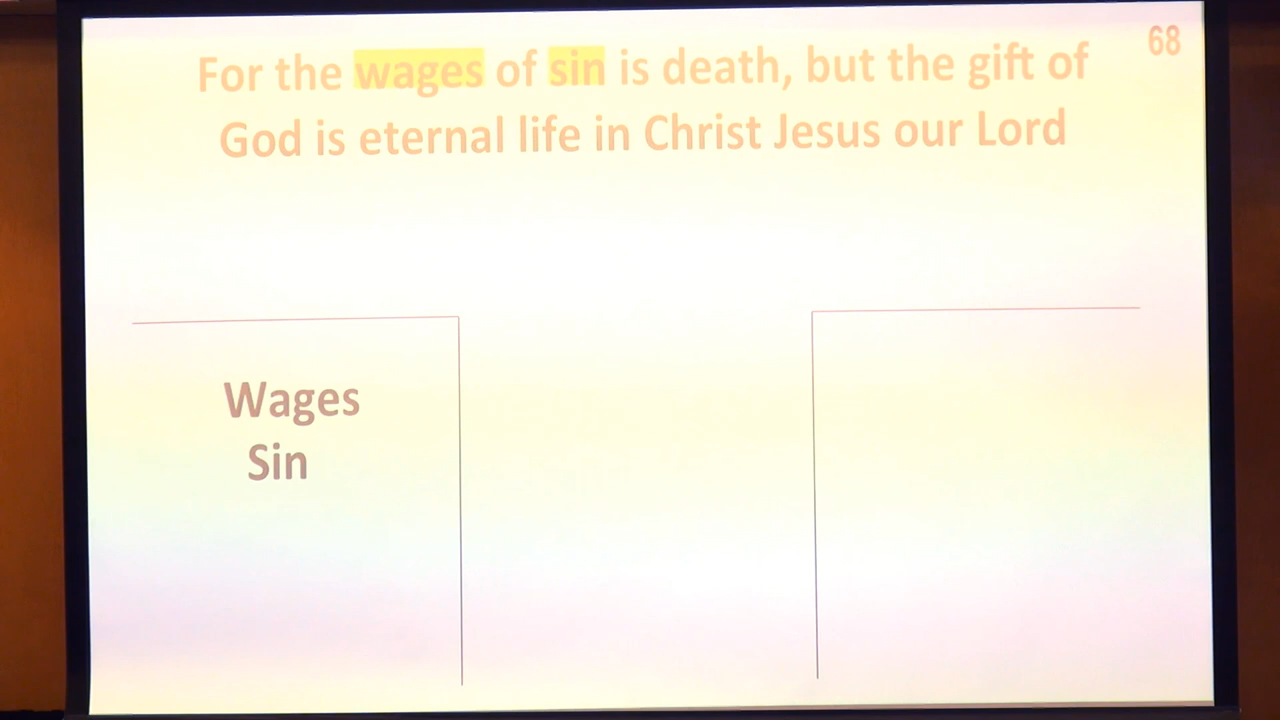 68
For the wages of sin is death, but the gift of
God is eternal life in Christ Jesus our Lord
Wages
Sin